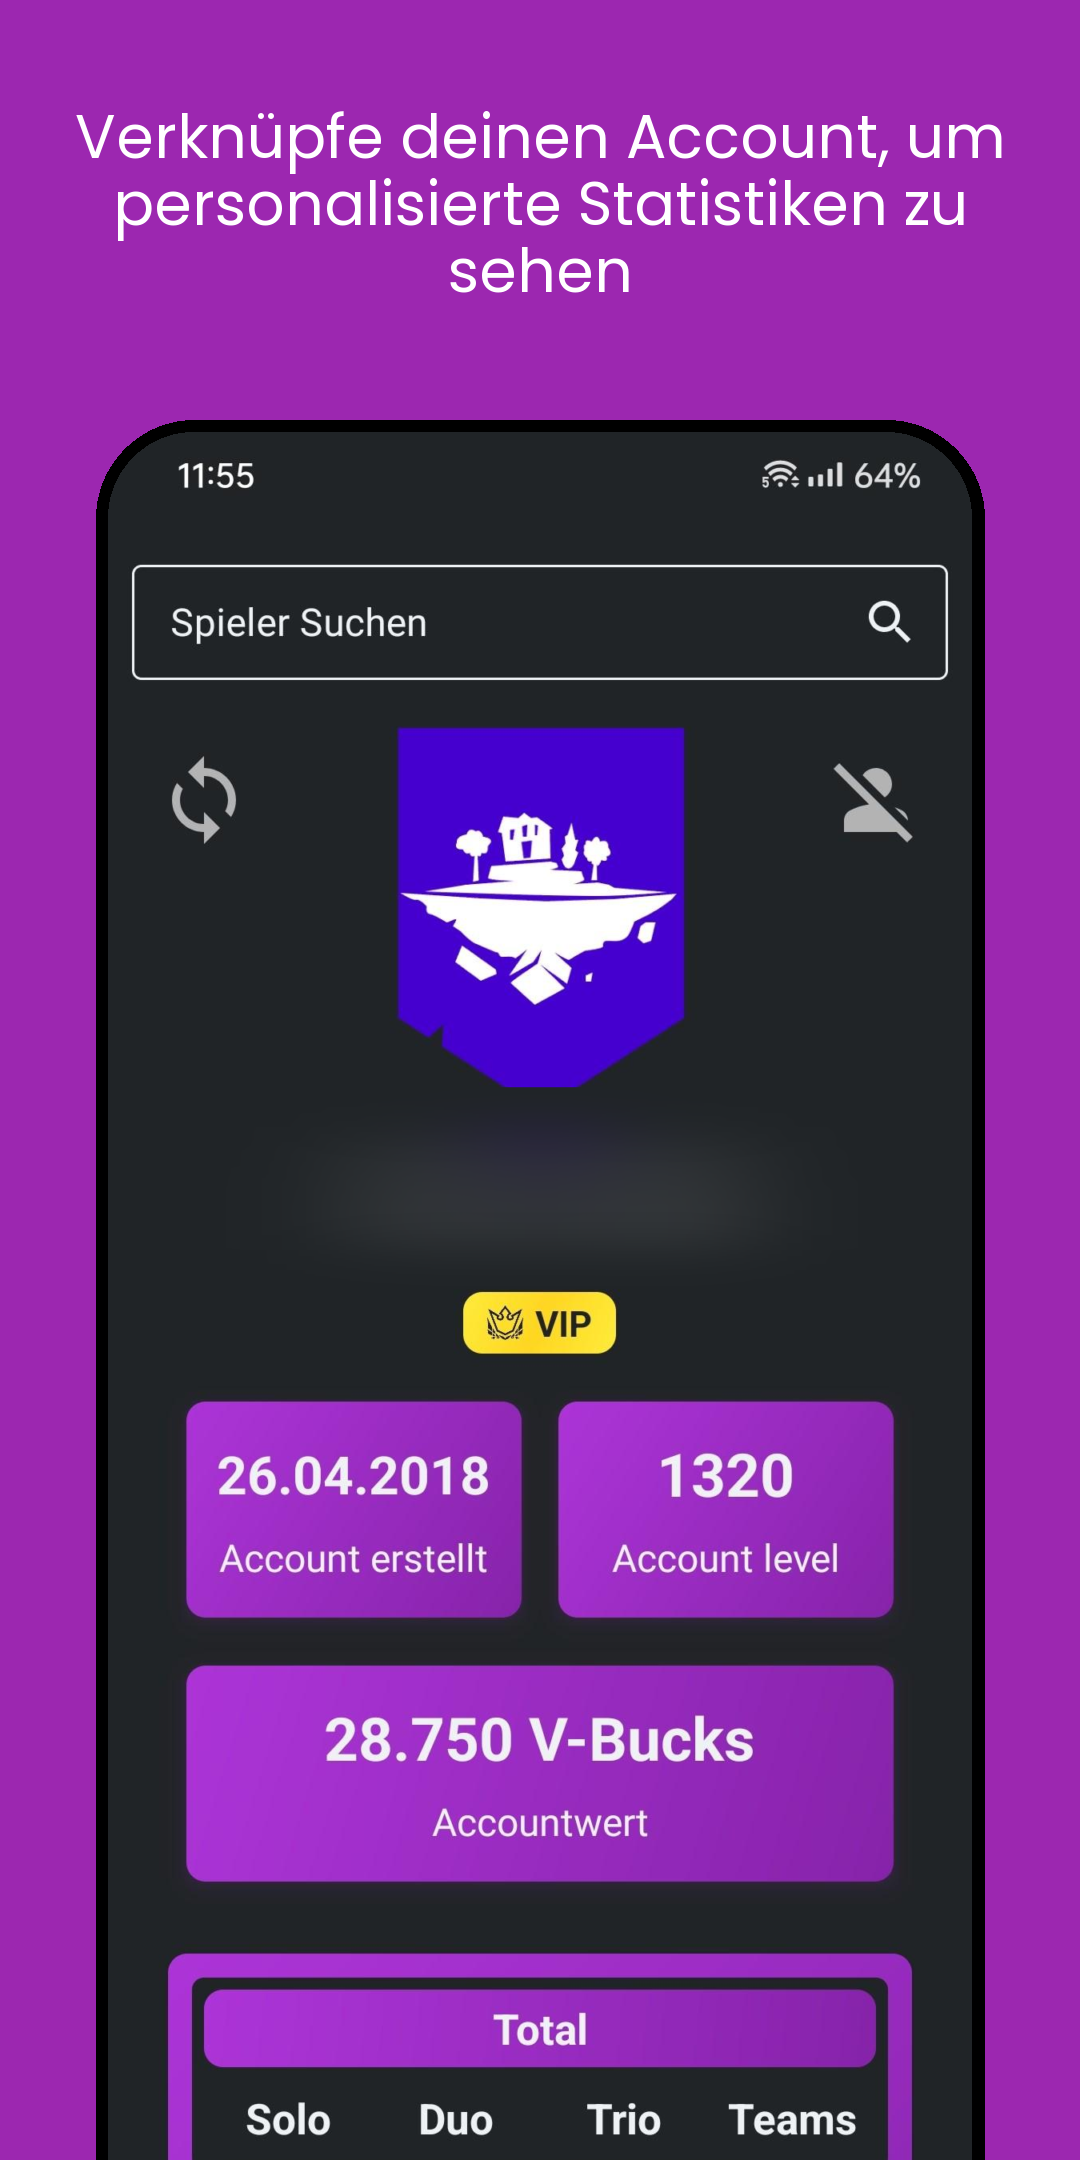 Verknüpfe deinen Account, um
personalisierte Statistiken zu
sehen
11:55
5 64%
Spieler Suchen
VIP
26.04.2018 1320
Account erstellt Account level
28.750 V-Bucks
Accountwert
Total
Solo Duo Trio Teams